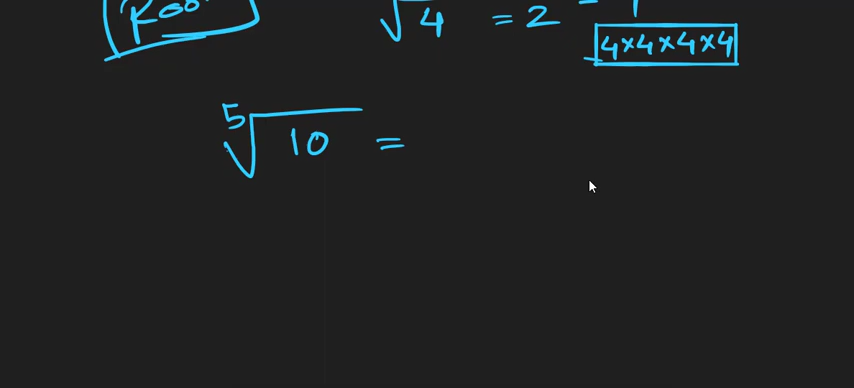 √4 = 2
4×4×4×4
⁵√10 =